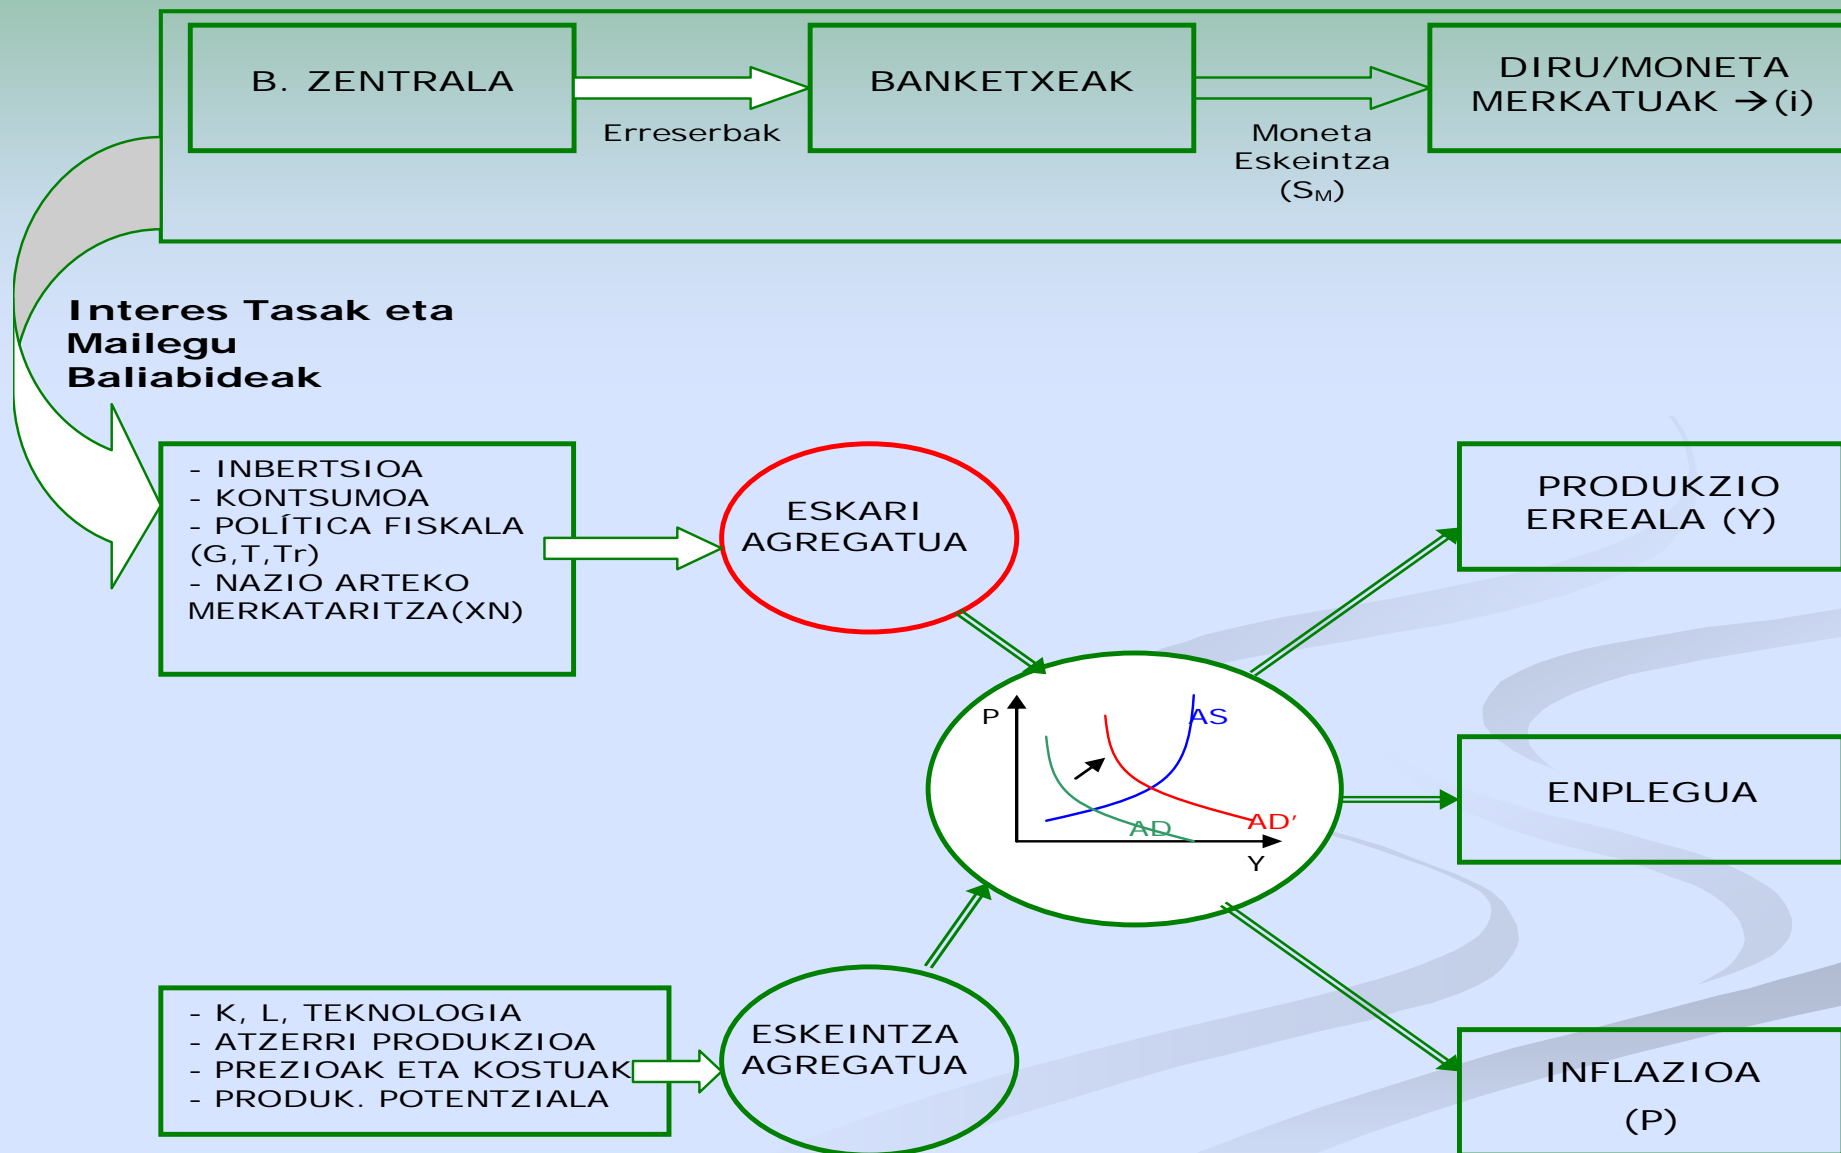 B. ZENTRALA
Erreserbak
BANKETXEAK
Moneta
Eskeintza
(SM)
DIRU/MONETA
MERKATUAK →(i)
Interes Tasak eta
Mailegu
Baliabideak
- INBERTSIOA
- KONTSUMOA
- POLÍTICA FISKALA
(G,T,Tr)
- NAZIO ARTEKO
MERKATARITZA(XN)
ESKARI
AGREGATUA
PRODUKZIO
ERREALA (Y)
P
AS
AD
AD’
Y
ENPLEGUA
- K, L, TEKNOLOGIA
- ATZERRI PRODUKZIOA
- PREZIOAK ETA KOSTUAK
- PRODUK. POTENTZIALA
ESKEINTZA
AGREGATUA
INFLAZIOA
(P)